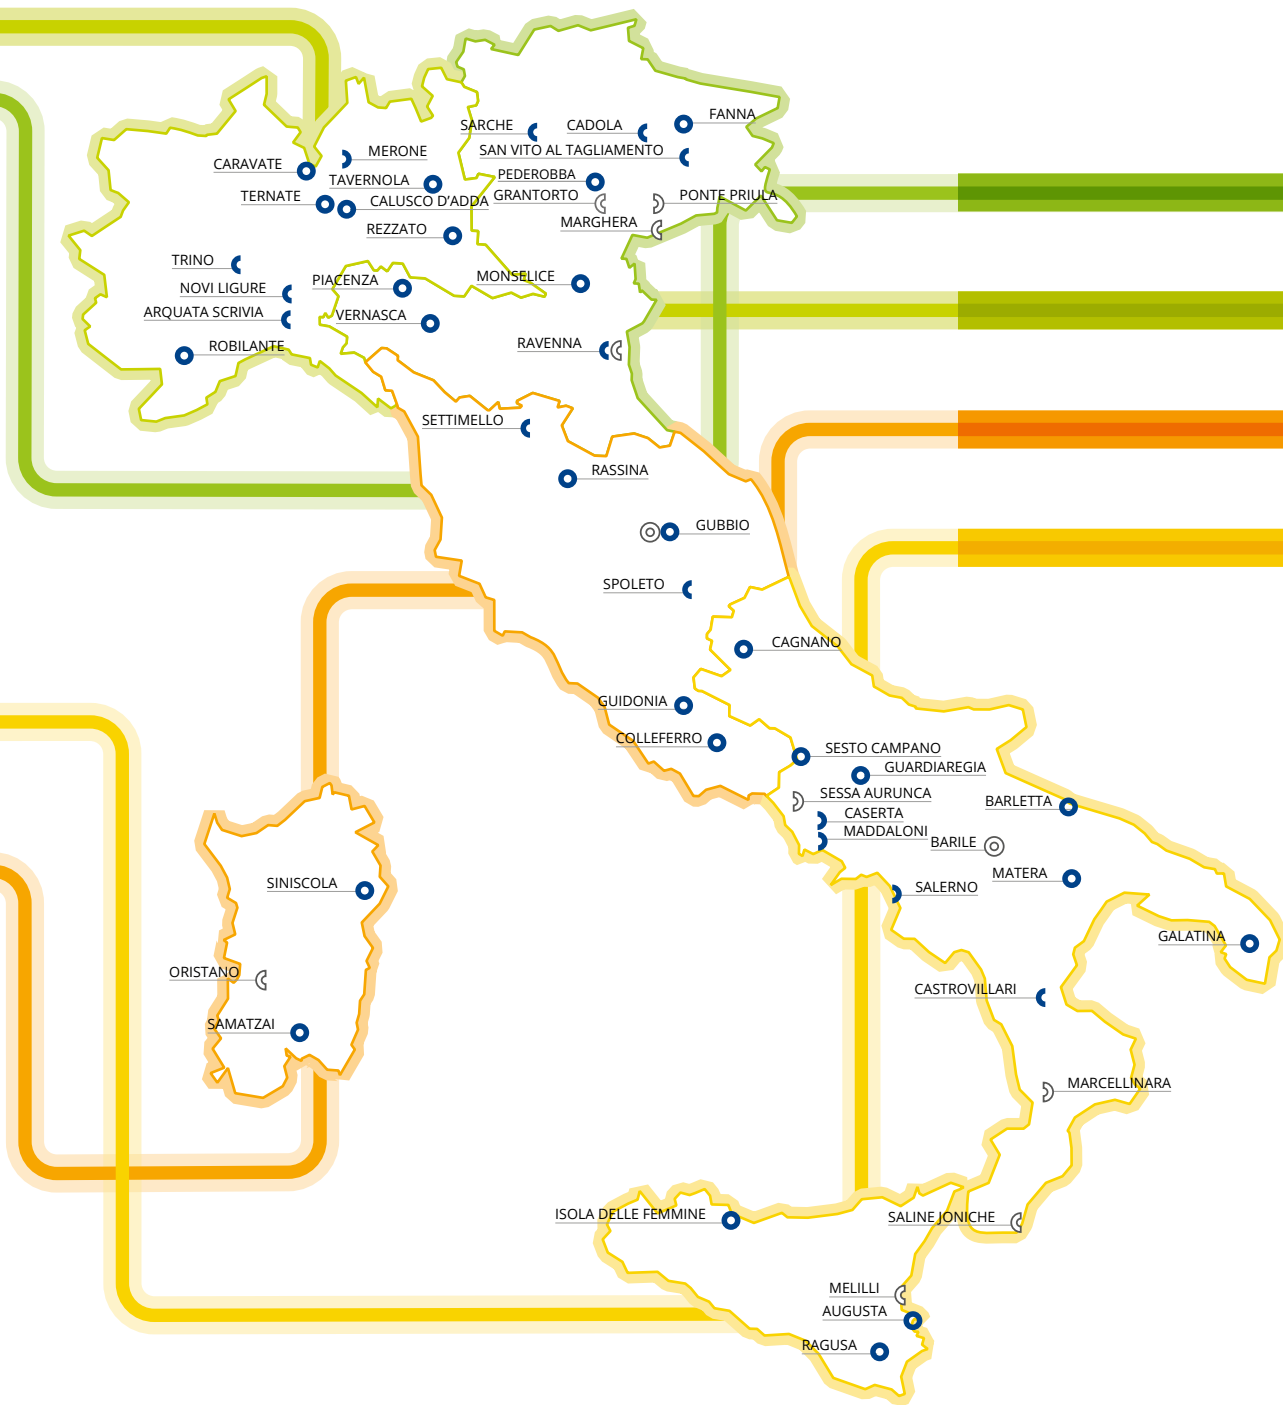 FANNA
SARCHE
CADOLA
MERONE
SAN VITO AL TAGLIAMENTO
CARAVATE
TAVERNOLA
PEDEROBBA
TERNATE
CALUSCO D'ADDA
GRANTORTO
PONTE PRIULA
REZZATO
MARGHERA
TRINO
PIACENZA
MONSELICE
NOVI LIGURE
ARQUATA SCRIVIA
VERNASCA
ROBILANTE
RAVENNA
SETTIMELLO
RASSINA
GUBBIO
SPOLETO
CAGNANO
GUIDONIA
COLLEFERRO
SESTO CAMPANO
GUARDIAREGIA
SESSA AURUNCA
BARLETTA
CASERTA
MADDALONI
BARILE
MATERA
SINISCOLA
SALERNO
GALATINA
ORISTANO
CASTROVILLARI
SAMATZAI
MARCELLINARA
ISOLA DELLE FEMMINE
SALINE JONICHE
MELILLI
AUGUSTA
RAGUSA